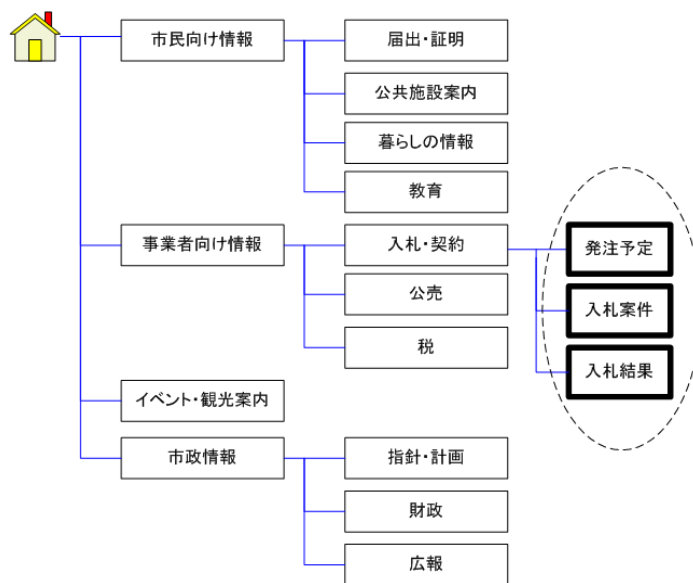 市民向け情報
届出・証明
公共施設案内
暮らしの情報
教育
事業者向け情報
入札・契約
発注予定
公売
入札案件
税
入札結果
イベント・観光案内
市政情報
指針・計画
財政
広報